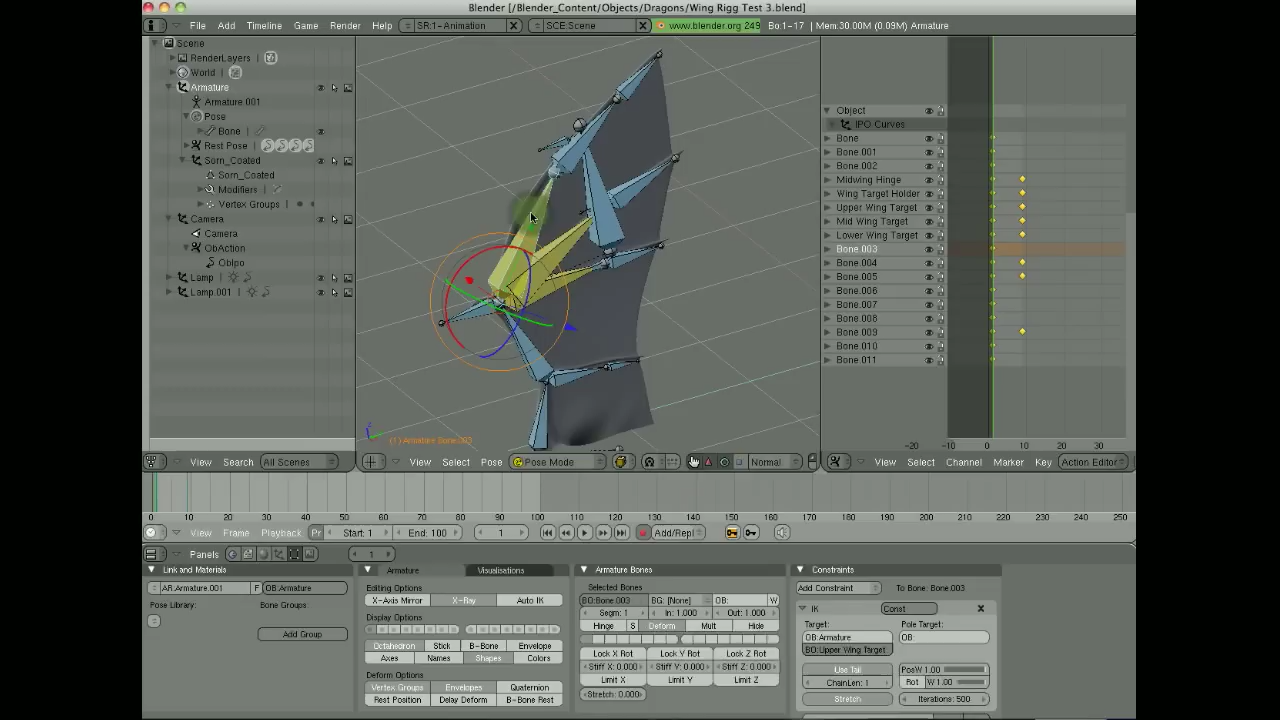 Blender [/Blender_Content/Objects/Dragons/Wing Rigg Test 3.blend]
File Add Timeline Game Render Help SR:1-Animation SCE:Scene www.blender.org 249 Bo:1-17 | Mem:30.00M (0.09M) Armature
Scene
RenderLayers
World
Armature
Armature.001
Pose
Bone
Rest Pose
Sorn_Coated
Sorn_Coated
Modifiers
Vertex Groups
Camera
Camera
ObAction
ObIpo
Lamp
Lamp.001
Object
IPO Curves
Bone
Bone.001
Bone.002
Midwing Hinge
Wing Target Holder
Upper Wing Target
Mid Wing Target
Lower Wing Target
Bone.003
Bone.004
Bone.005
Bone.006
Bone.007
Bone.008
Bone.009
Bone.010
Bone.011
(1) Armature Bone.003
-20 -10 0 10 20 30
View Search All Scenes
View Select Pose Pose Mode Normal
View Select Channel Marker Key Action Editor
0 10 20 30 40 50 60 70 80 90 100 110 120 130 140 150 160 170 180 190 200 210 220 230 240 250
View Frame Playback Pr Start: 1 End: 100 1 Add/Repl
Panels 1
Link and Materials
AR:Armature.001 F OB:Armature
Pose Library: Bone Groups:
Add Group
Armature Visualisations
Editing Options
X-Axis Mirror X-Ray Auto IK
Display Options
Octahedron Stick B-Bone Envelope
Axes Names Shapes Colors
Deform Options
Vertex Groups Envelopes Quaternion
Rest Position Delay Deform B-Bone Rest
Armature Bones
Selected Bones
BO:Bone.003 BG: [None] OB: W
Segm: 1 In: 1.000 Out: 1.000
Hinge S Deform Mult Hide
Lock X Rot Lock Y Rot Lock Z Rot
Stiff X: 0.000 Stiff Y: 0.000 Stiff Z: 0.000
Limit X Limit Y Limit Z
Stretch: 0.000
Constraints
Add Constraint To Bone: Bone.003
IK Const
Target: Pole Target:
OB:Armature OB:
BO:Upper Wing Target
Use Tail PosW 1.00
ChainLen: 1 Rot W 1.00
Stretch Iterations: 500